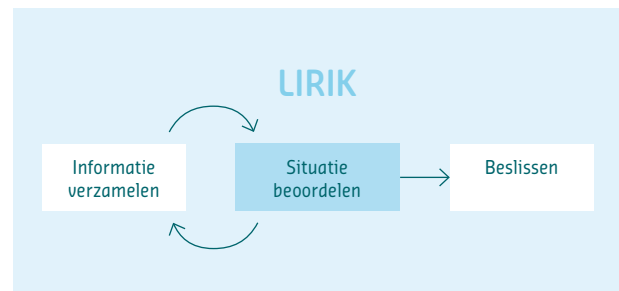 LIRIK
Informatie
verzamelen
Situatie
beoordelen
Beslissen